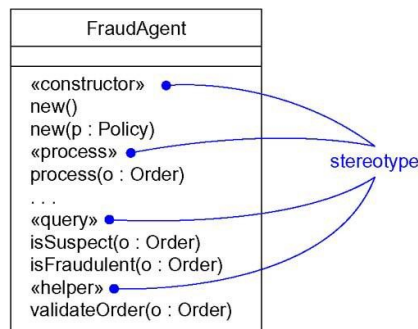 FraudAgent
«constructor»
new()
new(p : Policy)
«process»
process(o : Order)
. . .
«query»
isSuspect(o : Order)
isFraudulent(o : Order)
«helper»
validateOrder(o : Order)
stereotype